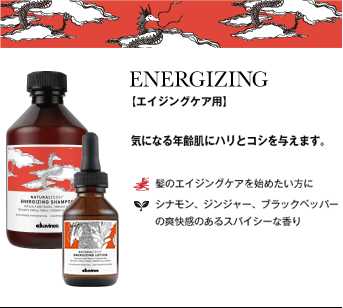 ENERGIZING
【エイジングケア用】
気になる年齢肌にハリとコシを与えます。
髪のエイジングケアを始めたい方に
シナモン、ジンジャー、ブラックペッパー
の爽快感のあるスパイシーな香り
NATURALTECH
ENERGIZING SHAMPOO
davines
NATURALTECH
ENERGIZING LOTION
davines